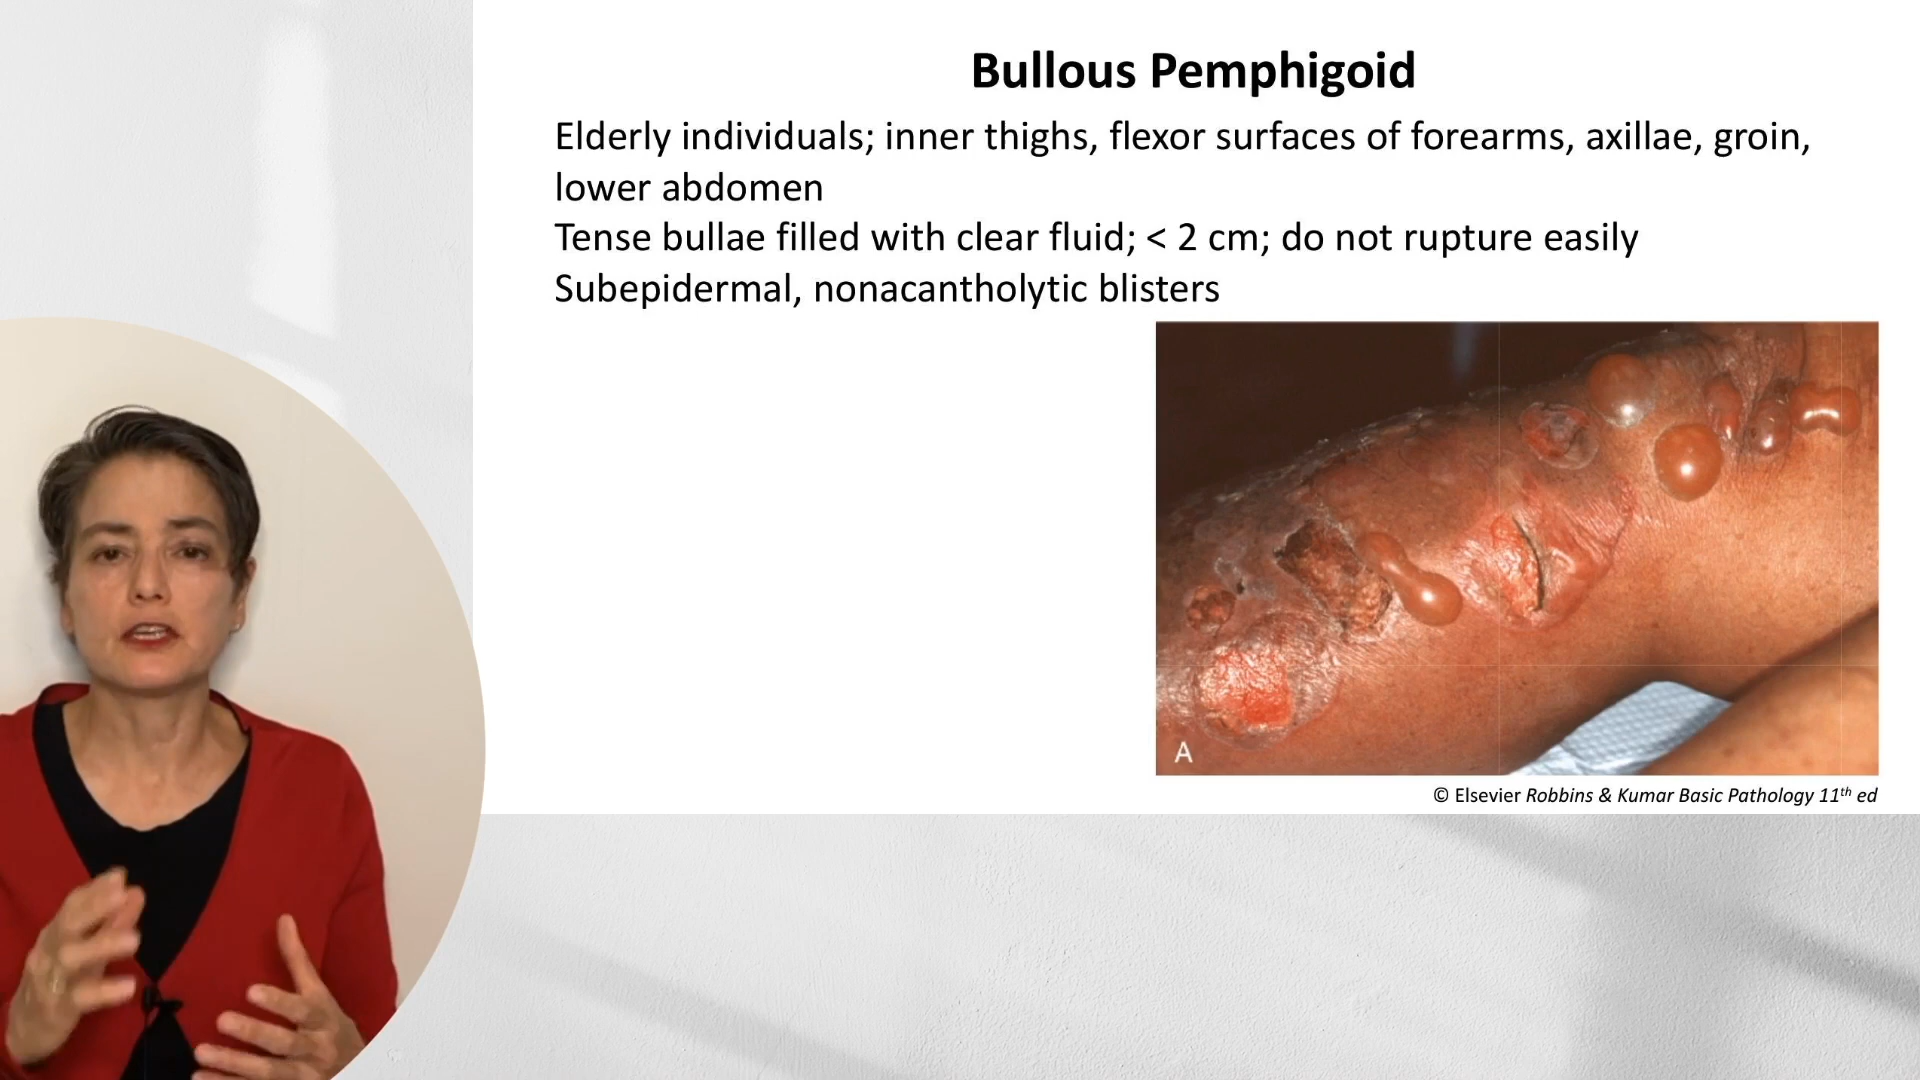 Bullous Pemphigoid
Elderly individuals; inner thighs, flexor surfaces of forearms, axillae, groin,
lower abdomen
Tense bullae filled with clear fluid; < 2 cm; do not rupture easily
Subepidermal, nonacantholytic blisters
A
© Elsevier Robbins & Kumar Basic Pathology 11th ed